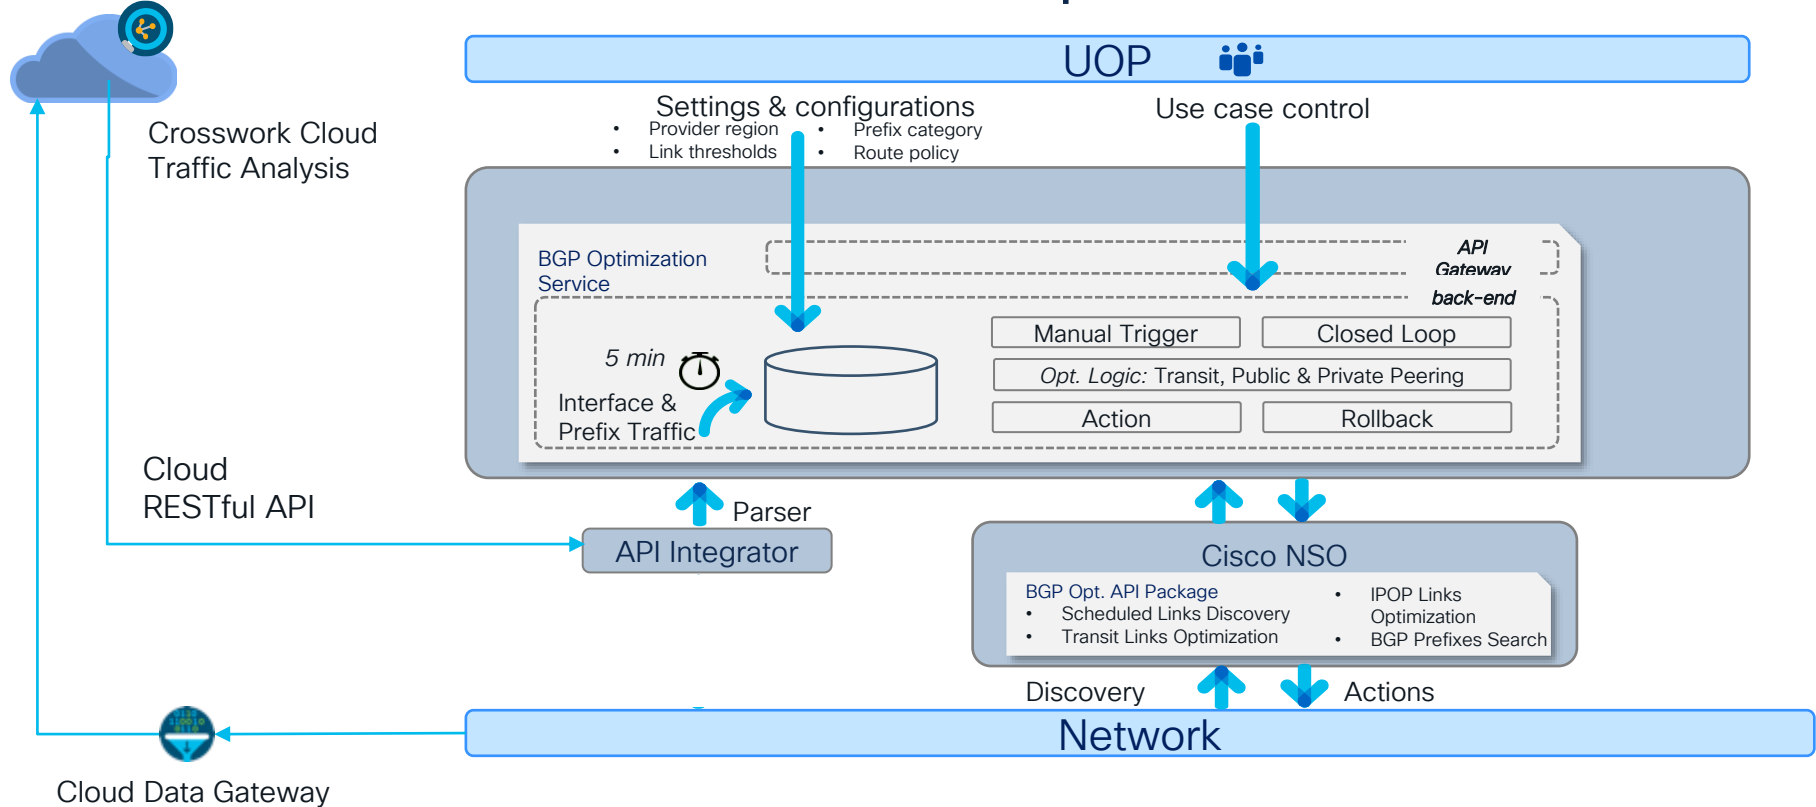 UOP
Settings & configurations
• Provider region
• Prefix category
• Link thresholds
• Route policy
Use case control
Crosswork Cloud
Traffic Analysis
BGP Optimization
Service
API
Gateway
back-end
5 min
Interface &
Prefix Traffic
Manual Trigger
Closed Loop
Opt. Logic: Transit, Public & Private Peering
Action
Rollback
Cloud
RESTful API
Parser
API Integrator
Cisco NSO
BGP Opt. API Package
• Scheduled Links Discovery
• Transit Links Optimization
• IPOP Links
Optimization
• BGP Prefixes Search
Discovery
Actions
Network
Cloud Data Gateway